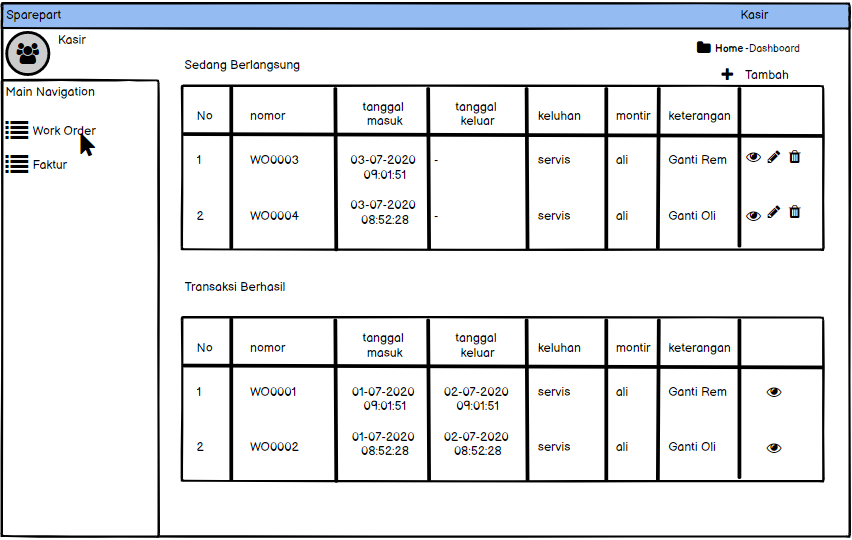 Sparepart Kasir
Kasir
Home -Dashboard
Sedang Berlangsung
Tambah
Main Navigation
Work Order
Faktur
No nomor tanggal masuk tanggal keluar keluhan montir keterangan
1 WO0003 03-07-2020 09:01:51 - servis ali Ganti Rem
2 WO0004 03-07-2020 08:52:28 - servis ali Ganti Oli
Transaksi Berhasil
No nomor tanggal masuk tanggal keluar keluhan montir keterangan
1 WO0001 01-07-2020 09:01:51 02-07-2020 09:01:51 servis ali Ganti Rem
2 WO0002 01-07-2020 08:52:28 02-07-2020 08:52:28 servis ali Ganti Oli